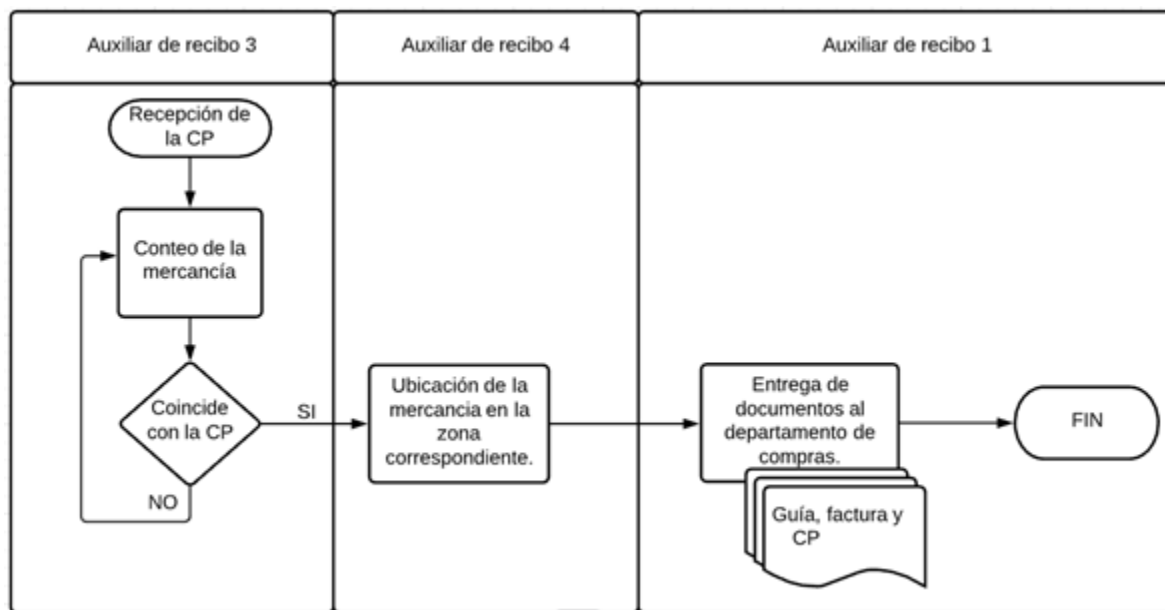 Auxiliar de recibo 3
Auxiliar de recibo 4
Auxiliar de recibo 1
Recepción de
la CP
Conteo de la
mercancía
Coincide
con la CP
SI
NO
Ubicación de la
mercancia en la
zona
correspondiente.
Entrega de
documentos al
departamento de
compras.
Guía, factura y
CP
FIN